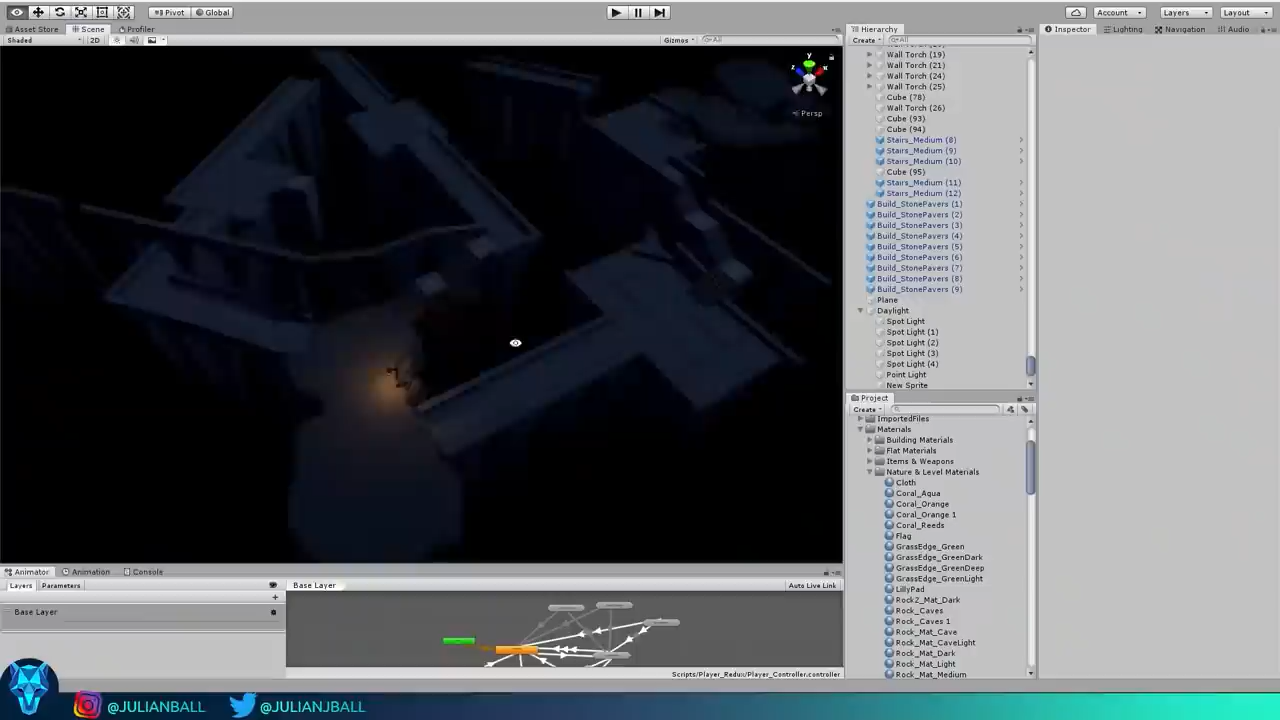 Pivot Global
Account Layers Layout
Asset Store Scene Profiler
Shaded 2D Gizmos All
y
z x
Persp
Hierarchy
Create All
Wall Torch (19)
Wall Torch (21)
Wall Torch (24)
Wall Torch (25)
Cube (78)
Wall Torch (26)
Cube (93)
Cube (94)
Stairs_Medium (8)
Stairs_Medium (9)
Stairs_Medium (10)
Cube (95)
Stairs_Medium (11)
Stairs_Medium (12)
Build_StonePavers (1)
Build_StonePavers (2)
Build_StonePavers (3)
Build_StonePavers (4)
Build_StonePavers (5)
Build_StonePavers (6)
Build_StonePavers (7)
Build_StonePavers (8)
Build_StonePavers (9)
Plane
Daylight
Spot Light
Spot Light (1)
Spot Light (2)
Spot Light (3)
Spot Light (4)
Point Light
New Sprite
Project
Create
ImportedFiles
Materials
Building Materials
Flat Materials
Items & Weapons
Nature & Level Materials
Cloth
Coral_Aqua
Coral_Orange
Coral_Orange 1
Coral_Reeds
Flag
GrassEdge_Green
GrassEdge_GreenDark
GrassEdge_GreenDeep
GrassEdge_GreenLight
LillyPad
RockZ_Mat_Dark
Rock_Caves
Rock_Caves 1
Rock_Mat_Cave
Rock_Mat_CaveLight
Rock_Mat_Dark
Rock_Mat_Light
Rock_Mat_Medium
Inspector Lighting Navigation Audio
Animator Animation Console
Layers Parameters Base Layer Auto Live Link
Base Layer
Scripts/Player_Redux/Player_Controller.controller
@JULIANBALL @JULIANJBALL